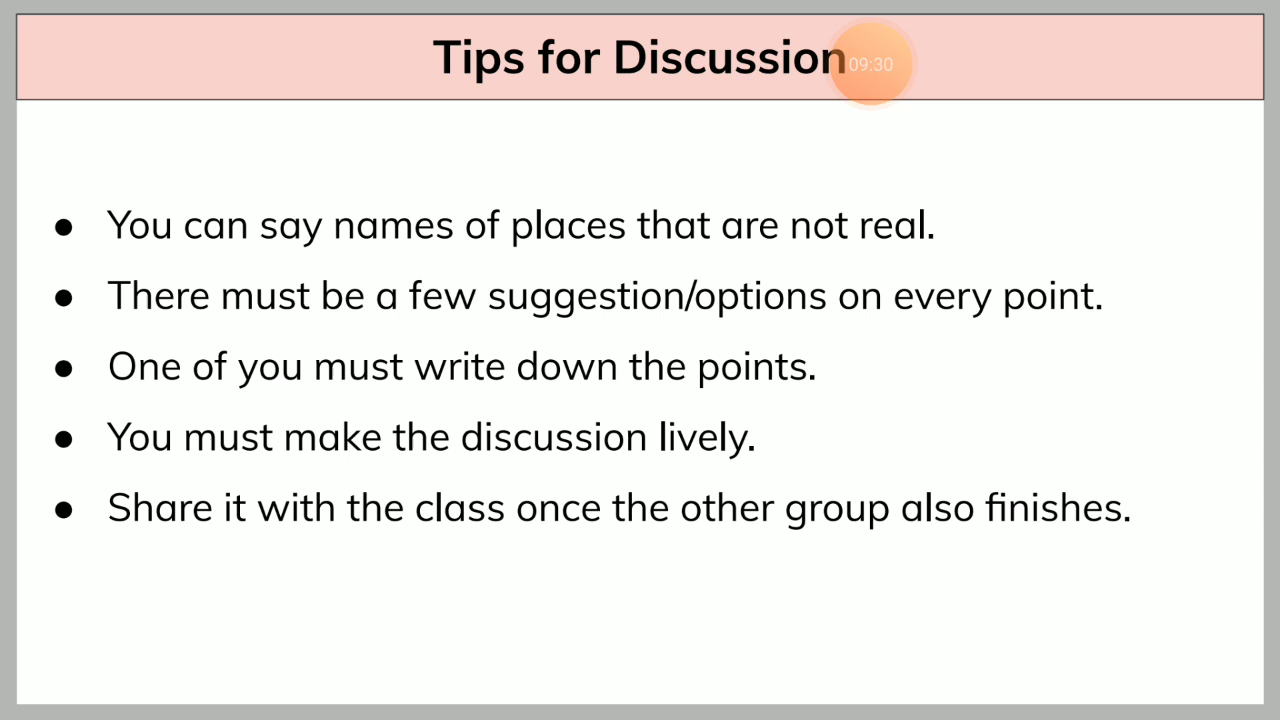 Tips for Discussion
09:30
● You can say names of places that are not real.
● There must be a few suggestion/options on every point.
● One of you must write down the points.
● You must make the discussion lively.
● Share it with the class once the other group also finishes.